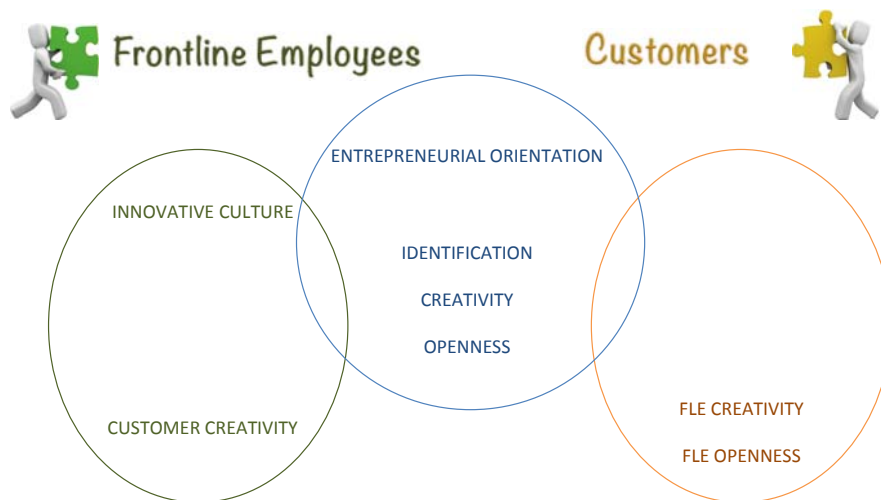 Frontline Employees
Customers
ENTREPRENEURIAL ORIENTATION
INNOVATIVE CULTURE
IDENTIFICATION
CREATIVITY
OPENNESS
CUSTOMER CREATIVITY
FLE CREATIVITY
FLE OPENNESS